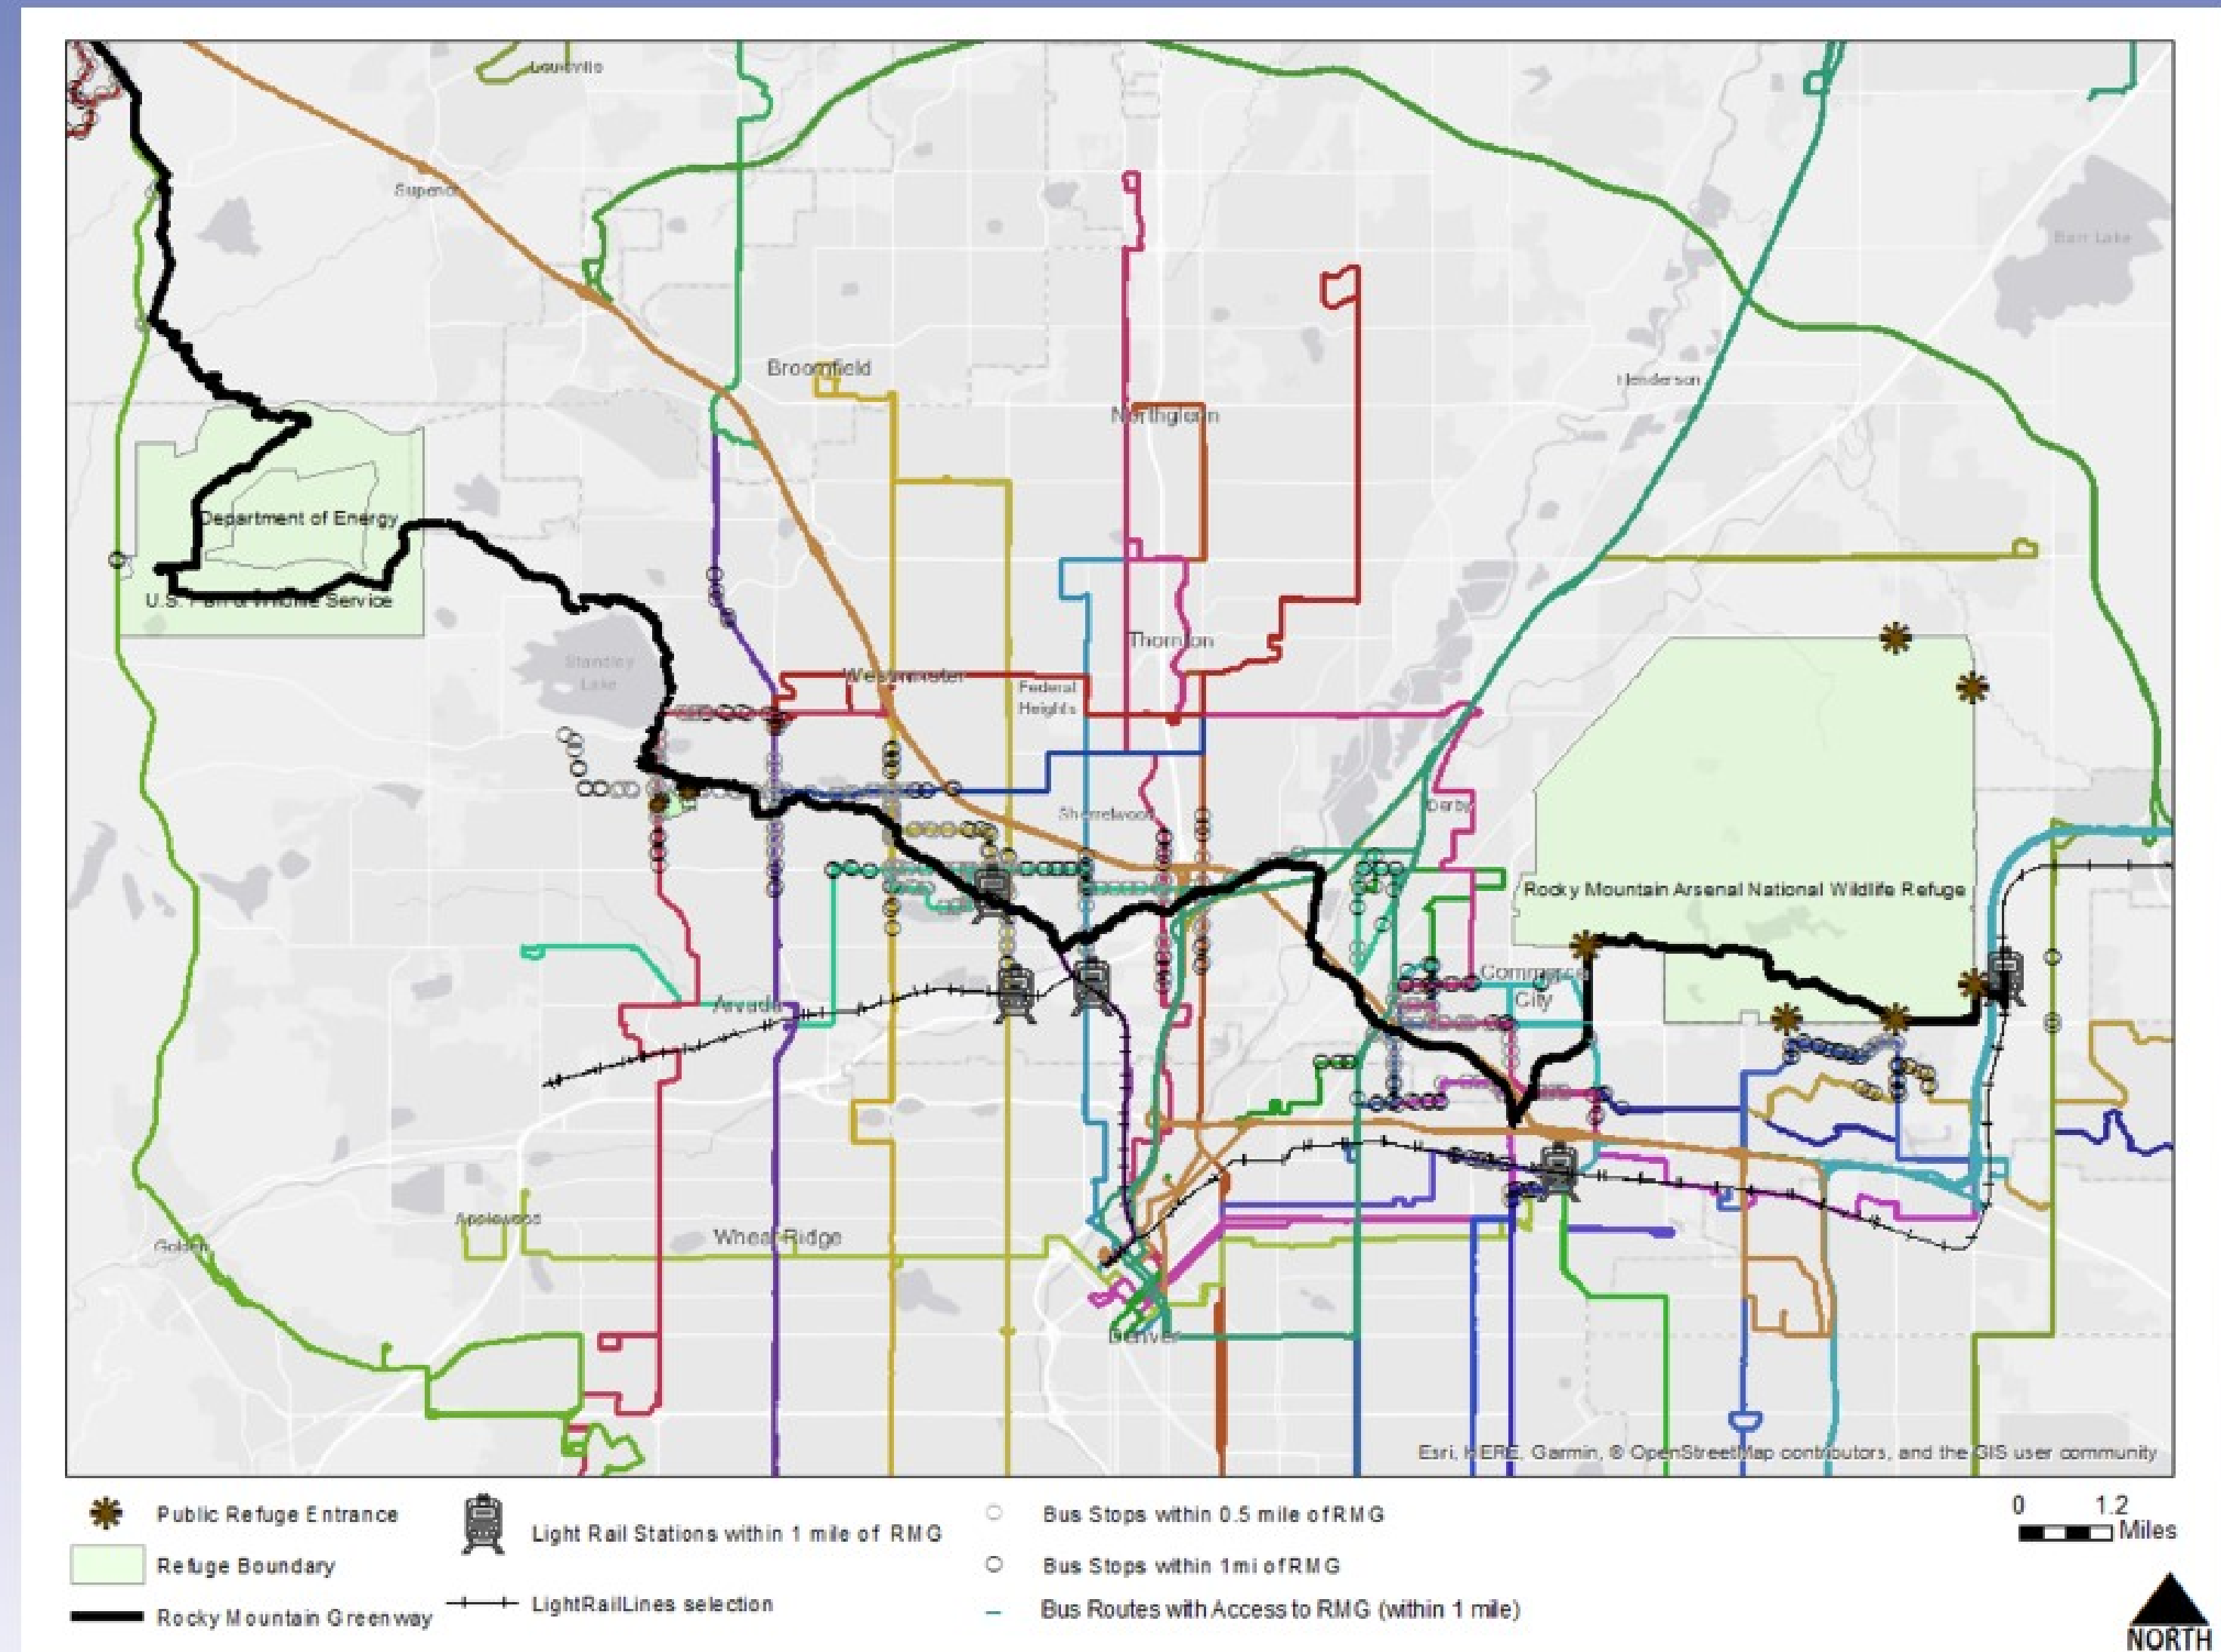 Louisville
Superior
Barr Lake
Broomfield
Henderson
Northglenn
Department of Energy
U.S. Fish & Wildlife Service
Standley
Lake
Thornton
Westminster
Federal
Heights
Sherrelwood
Derby
Rocky Mountain Arsenal National Wildlife Refuge
Commerce
City
Arvada
Applewood
Wheat Ridge
Golden
Denver
Esri, HERE, Garmin, © OpenStreetMap contributors, and the GIS user community
Public Refuge Entrance
Refuge Boundary
Rocky Mountain Greenway
Light Rail Stations within 1 mile of RMG
LightRailLines selection
Bus Stops within 0.5 mile of RMG
Bus Stops within 1mi of RMG
Bus Routes with Access to RMG (within 1 mile)
0 1.2
Miles
NORTH